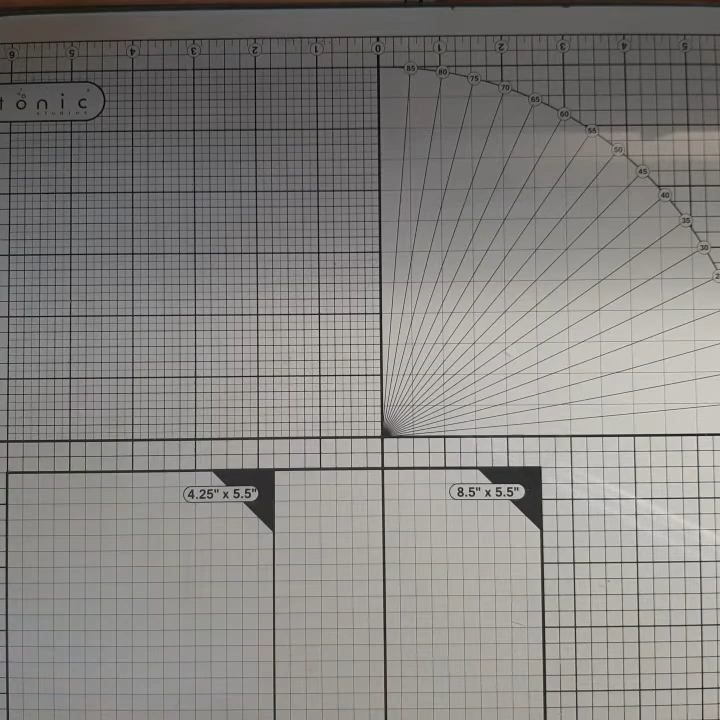 6 5 4 3 2 1 0 1 2 3 4 5
85 80 75 70 65 60 55 50 45 40 35 30
tonic
studios
4.25" x 5.5"
8.5" x 5.5"